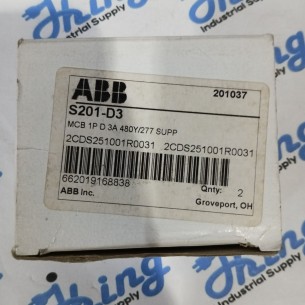 ABB
201037
S201-D3
MCB 1P D 3A 480Y/277 SUPP
2CDS251001R0031 2CDS251001R0031
662019168838
Qnty: 2
ABB Inc.
Groveport, OH
Industrial Supply
Jhing
Industrial Supply